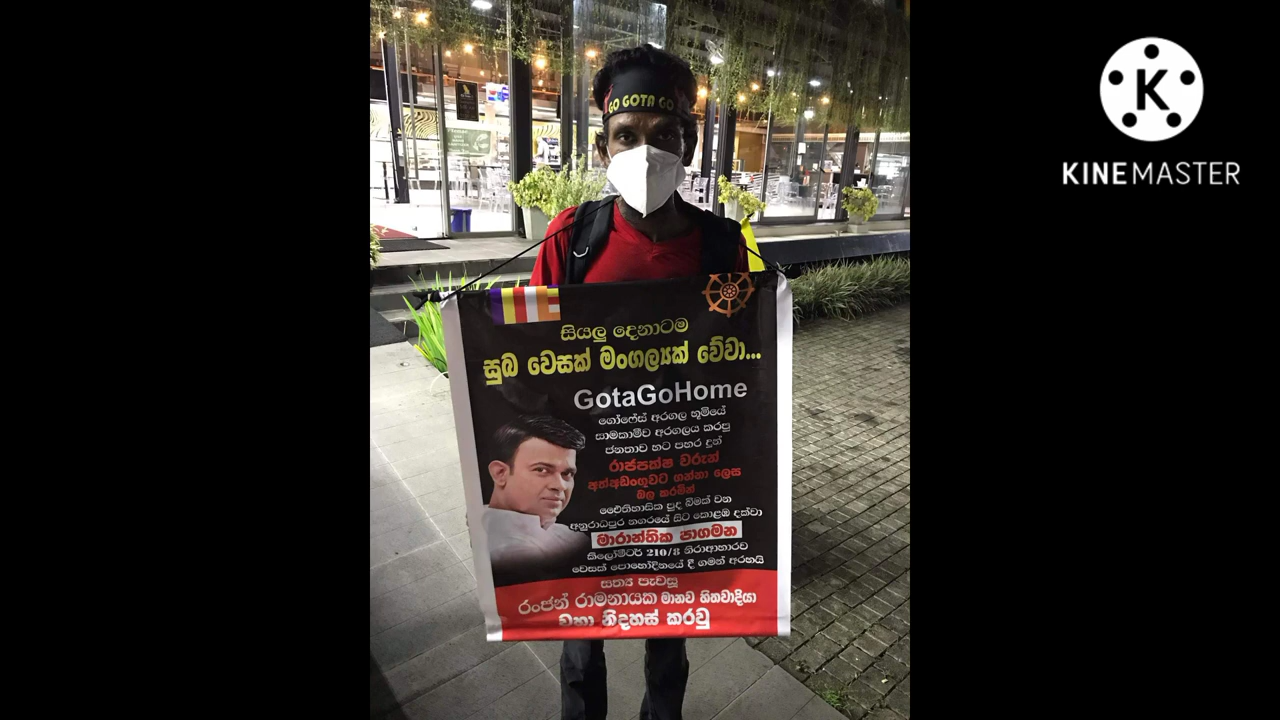 GO GOTA GO
සියලු දෙනාටම
සුබ වෙසක් මංගල්‍යක් වේවා...
GotaGoHome
ගෝල්ෆේස් අරගල භූමියේ
සාමකාමීව අරගලය කරපු
ජනතාව හට පහර දුන්
රාජපක්ෂ වරුන්
අත්අඩංගුවට ගන්නා ලෙස
බල කරමින්
ඓතිහාසික පුද බිමක් වන
අනුරාධපුර නගරයේ සිට කොළඹ දක්වා
මාරාන්තික පාගමන
කිලෝමීටර් 210/8 නිරාහාරව
වෙසක් පොහෝදිනයේ දී ගමන් අරඹයි
සත්‍ය පැවසූ
රංජන් රාමනායක මානව හිතවාදියා
වහා නිදහස් කරවු
K
KINEMASTER